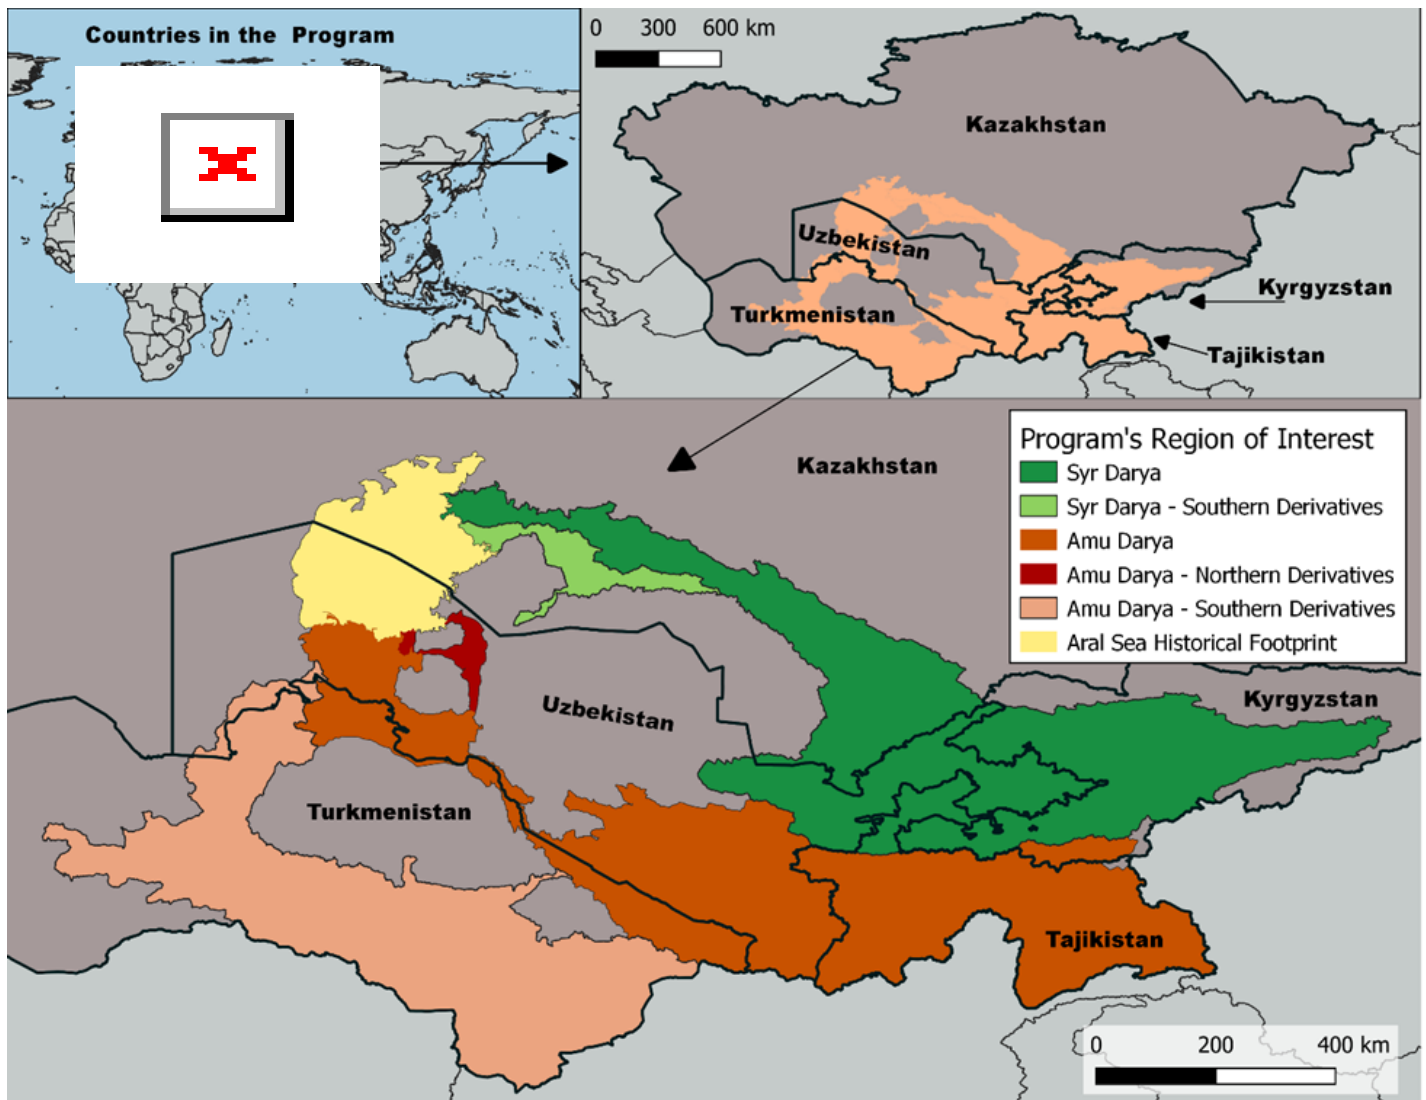 Countries in the Program
0 300 600 km
Kazakhstan
Uzbekistan
Turkmenistan
Kyrgyzstan
Tajikistan
Program's Region of Interest
Syr Darya
Syr Darya - Southern Derivatives
Amu Darya
Amu Darya - Northern Derivatives
Amu Darya - Southern Derivatives
Aral Sea Historical Footprint
Kazakhstan
Kyrgyzstan
Uzbekistan
Turkmenistan
Tajikistan
0 200 400 km